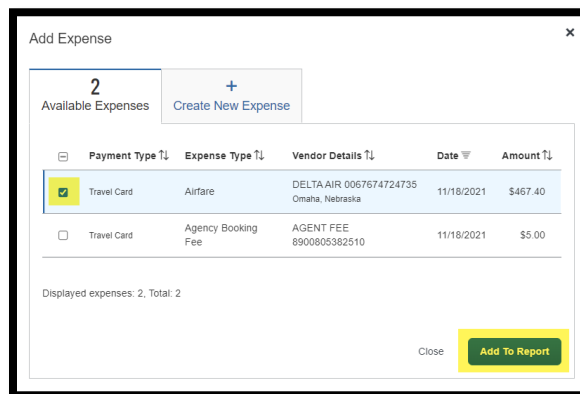 Add Expense
×
2
Available Expenses
+
Create New Expense
Payment Type Expense Type Vendor Details Date Amount
Travel Card Airfare DELTA AIR 0067674724735 11/18/2021 $467.40
Omaha, Nebraska
Travel Card Agency Booking Fee AGENT FEE 8900805382510 11/18/2021 $5.00
Displayed expenses: 2, Total: 2
Close Add To Report